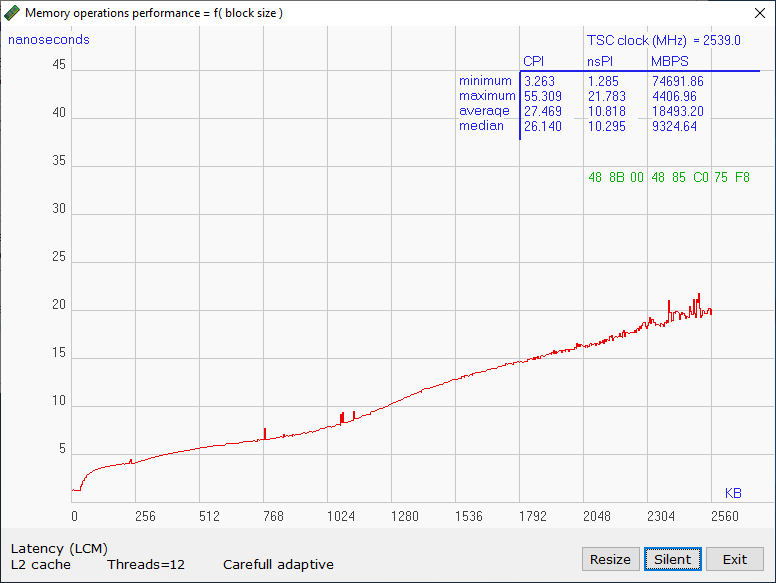 Memory operations performance = f( block size )
nanoseconds
TSC clock (MHz) = 2539.0
CPI nsPI MBPS
minimum 3.263 1.285 74691.86
maximum 55.309 21.783 4406.96
average 27.469 10.818 18493.20
median 26.140 10.295 9324.64
48 8B 00 48 85 C0 75 F8
45
40
35
30
25
20
15
10
5
KB
0 256 512 768 1024 1280 1536 1792 2048 2304 2560
Latency (LCM)
L2 cache Threads=12 Carefull adaptive
Resize Silent Exit